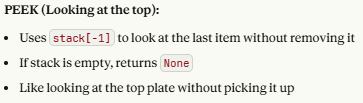 PEEK (Looking at the top):
• Uses stack[-1] to look at the last item without removing it
• If stack is empty, returns None
• Like looking at the top plate without picking it up